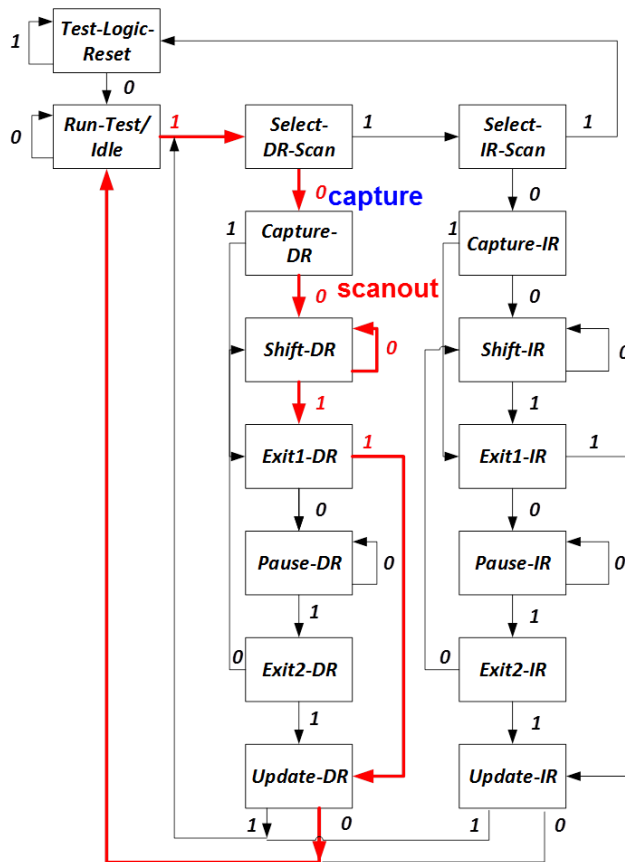 Test-Logic-
Reset
1
0
Run-Test/
Idle
0
1
Select-
DR-Scan
1
Select-
IR-Scan
1
0
capture
0
1
Capture-
DR
1
Capture-IR
0
scanout
0
Shift-DR
0
Shift-IR
0
1
1
Exit1-DR
1
Exit1-IR
1
0
0
Pause-DR
0
Pause-IR
0
1
1
0
Exit2-DR
0
Exit2-IR
1
1
Update-DR
Update-IR
1
0
1
0